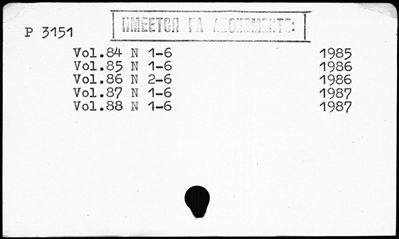 ИМЕЕТСЯ НА АБОНЕМЕНТЕ:
P 3151
Vol.84 N 1-6 1985
Vol.85 N 1-6 1986
Vol.86 N 2-6 1986
Vol.87 N 1-6 1987
Vol.88 N 1-6 1987